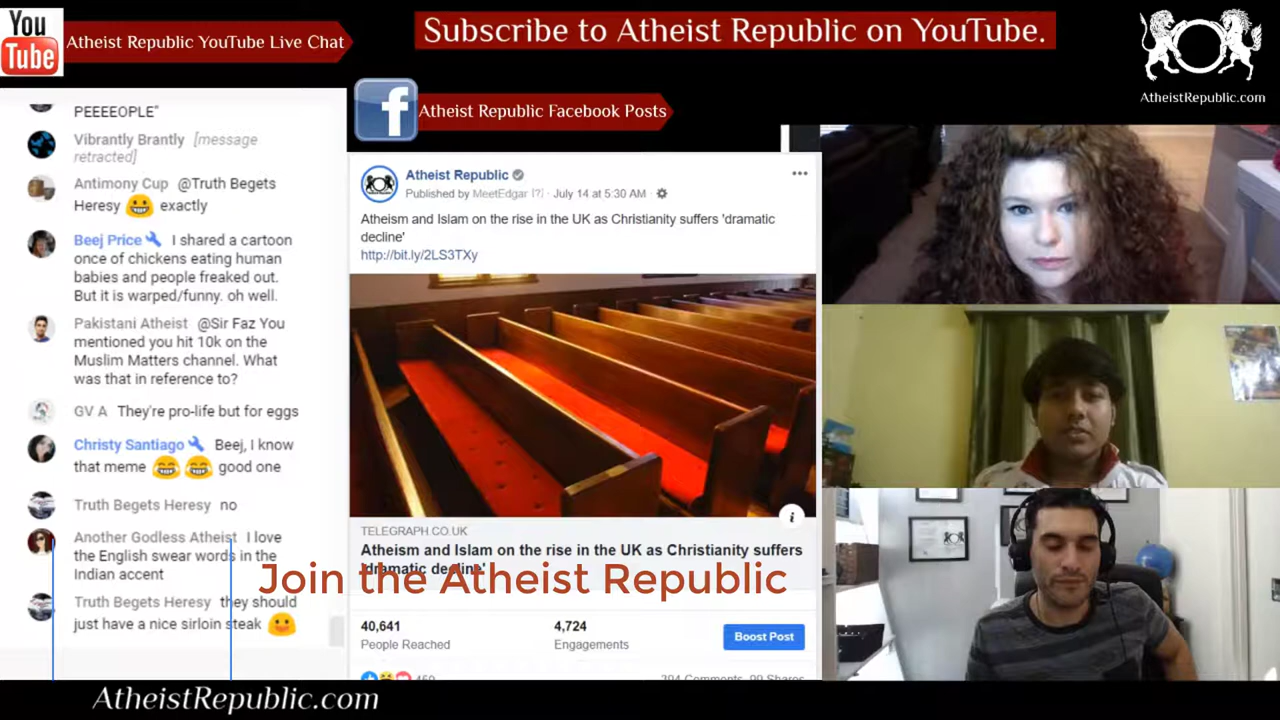 You
Tube
Atheist Republic YouTube Live Chat
Subscribe to Atheist Republic on YouTube.
AtheistRepublic.com
Atheist Republic Facebook Posts
PEEEEOPLE"
Vibrantly Brantly [message
retracted]
Antimony Cup @Truth Begets
Heresy 😀 exactly
Beej Price I shared a cartoon
once of chickens eating human
babies and people freaked out.
But it is warped/funny. oh well.
Pakistani Atheist @Sir Faz You
mentioned you hit 10k on the
Muslim Matters channel. What
was that in reference to?
GV A They're pro-life but for eggs
Christy Santiago Beej, I know
that meme 😂 😂 good one
Truth Begets Heresy no
Another Godless Atheist I love
the English swear words in the
Indian accent
Truth Begets Heresy they should
just have a nice sirloin steak 😛
Atheist Republic
Published by MeetEdgar [?] · July 14 at 5:30 AM ·
Atheism and Islam on the rise in the UK as Christianity suffers 'dramatic
decline'
http://bit.ly/2LS3TXy
TELEGRAPH.CO.UK
Atheism and Islam on the rise in the UK as Christianity suffers
'dramatic decline'
Join the Atheist Republic
40,641
People Reached
4,724
Engagements
Boost Post
394 Comments 99 Shares
AtheistRepublic.com